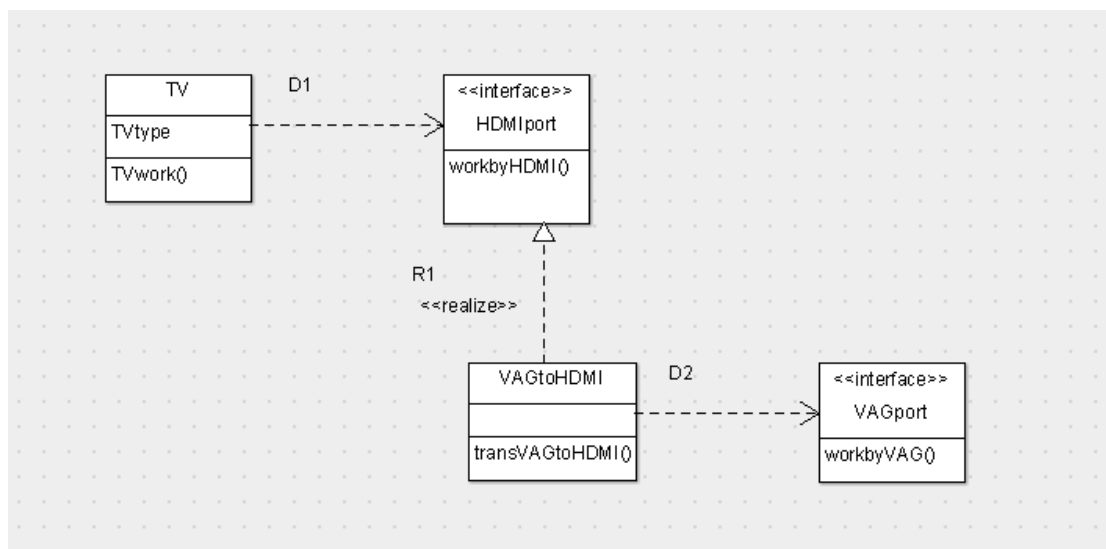 TV
TVtype
TVwork()
D1
<<interface>>
HDMIport
workbyHDMI()
R1
<<realize>>
VAGtoHDMI
transVAGtoHDMI()
D2
<<interface>>
VAGport
workbyVAG()